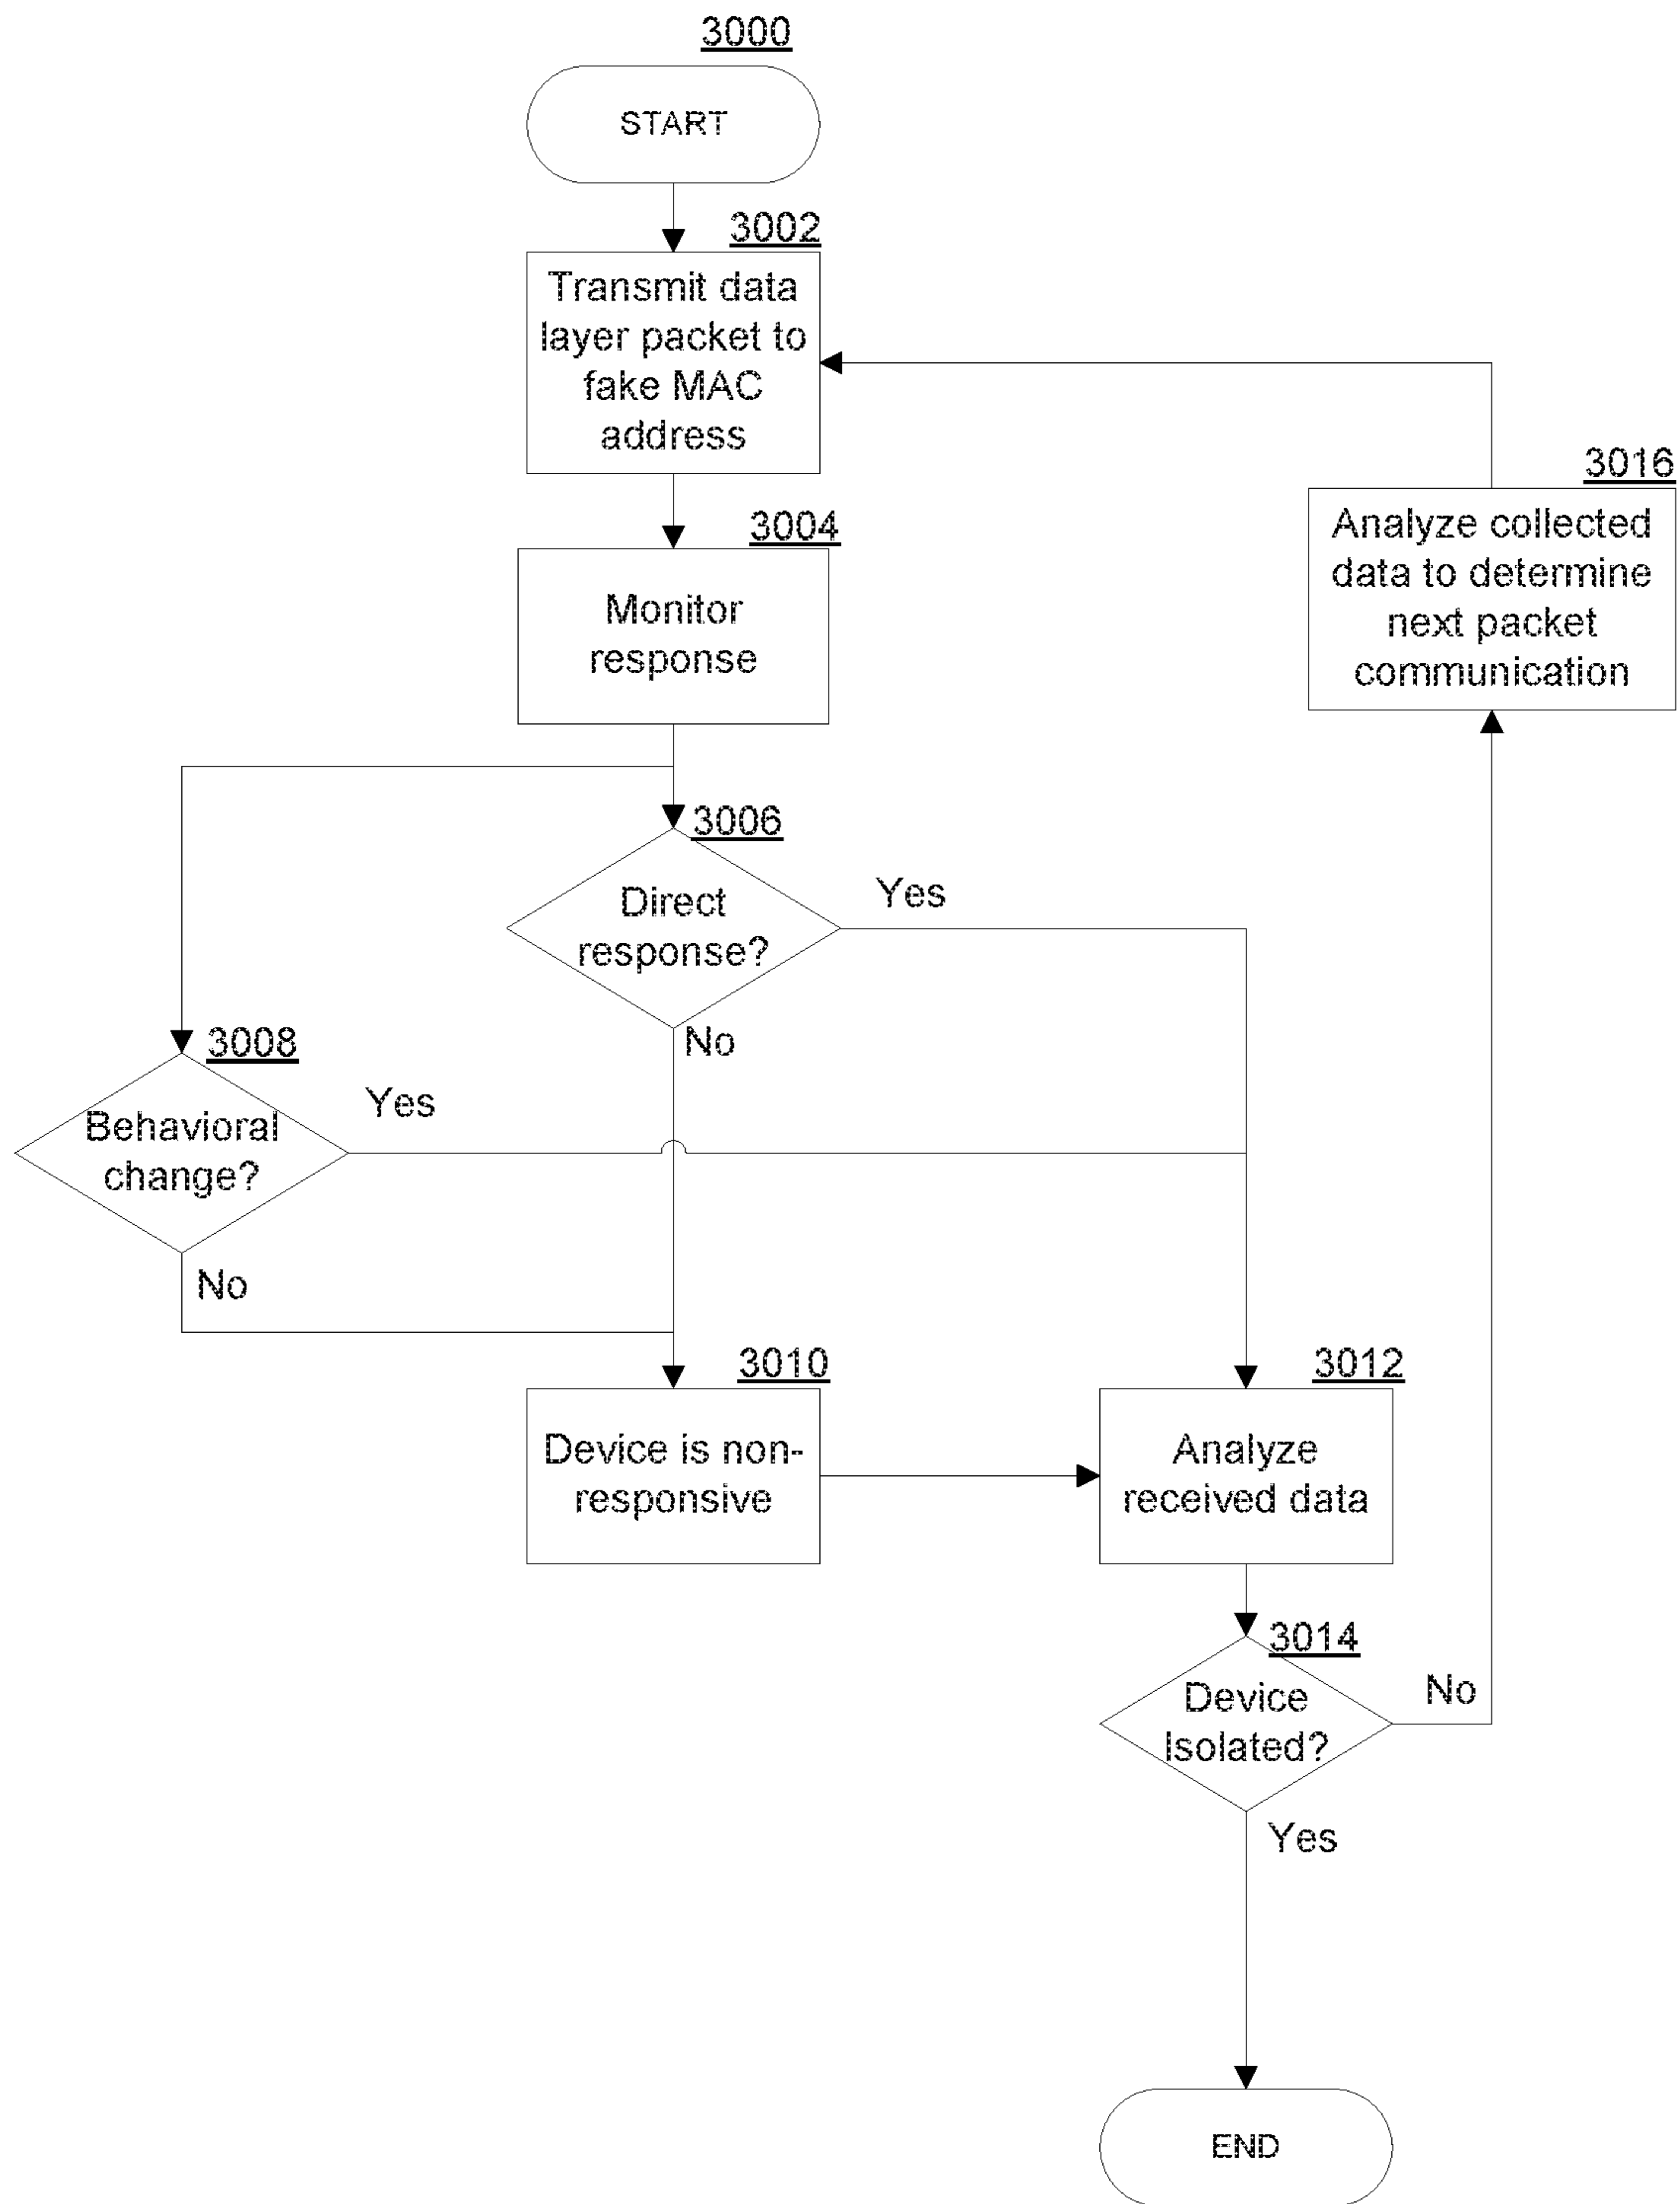 3000
START
3002
Transmit data
layer packet to
fake MAC
address
3016
Analyze collected
data to determine
next packet
communication
3004
Monitor
response
3006
Direct
response?
Yes
No
3008
Behavioral
change?
Yes
No
3010
Device is non-
responsive
3012
Analyze
received data
3014
Device
Isolated?
No
Yes
END